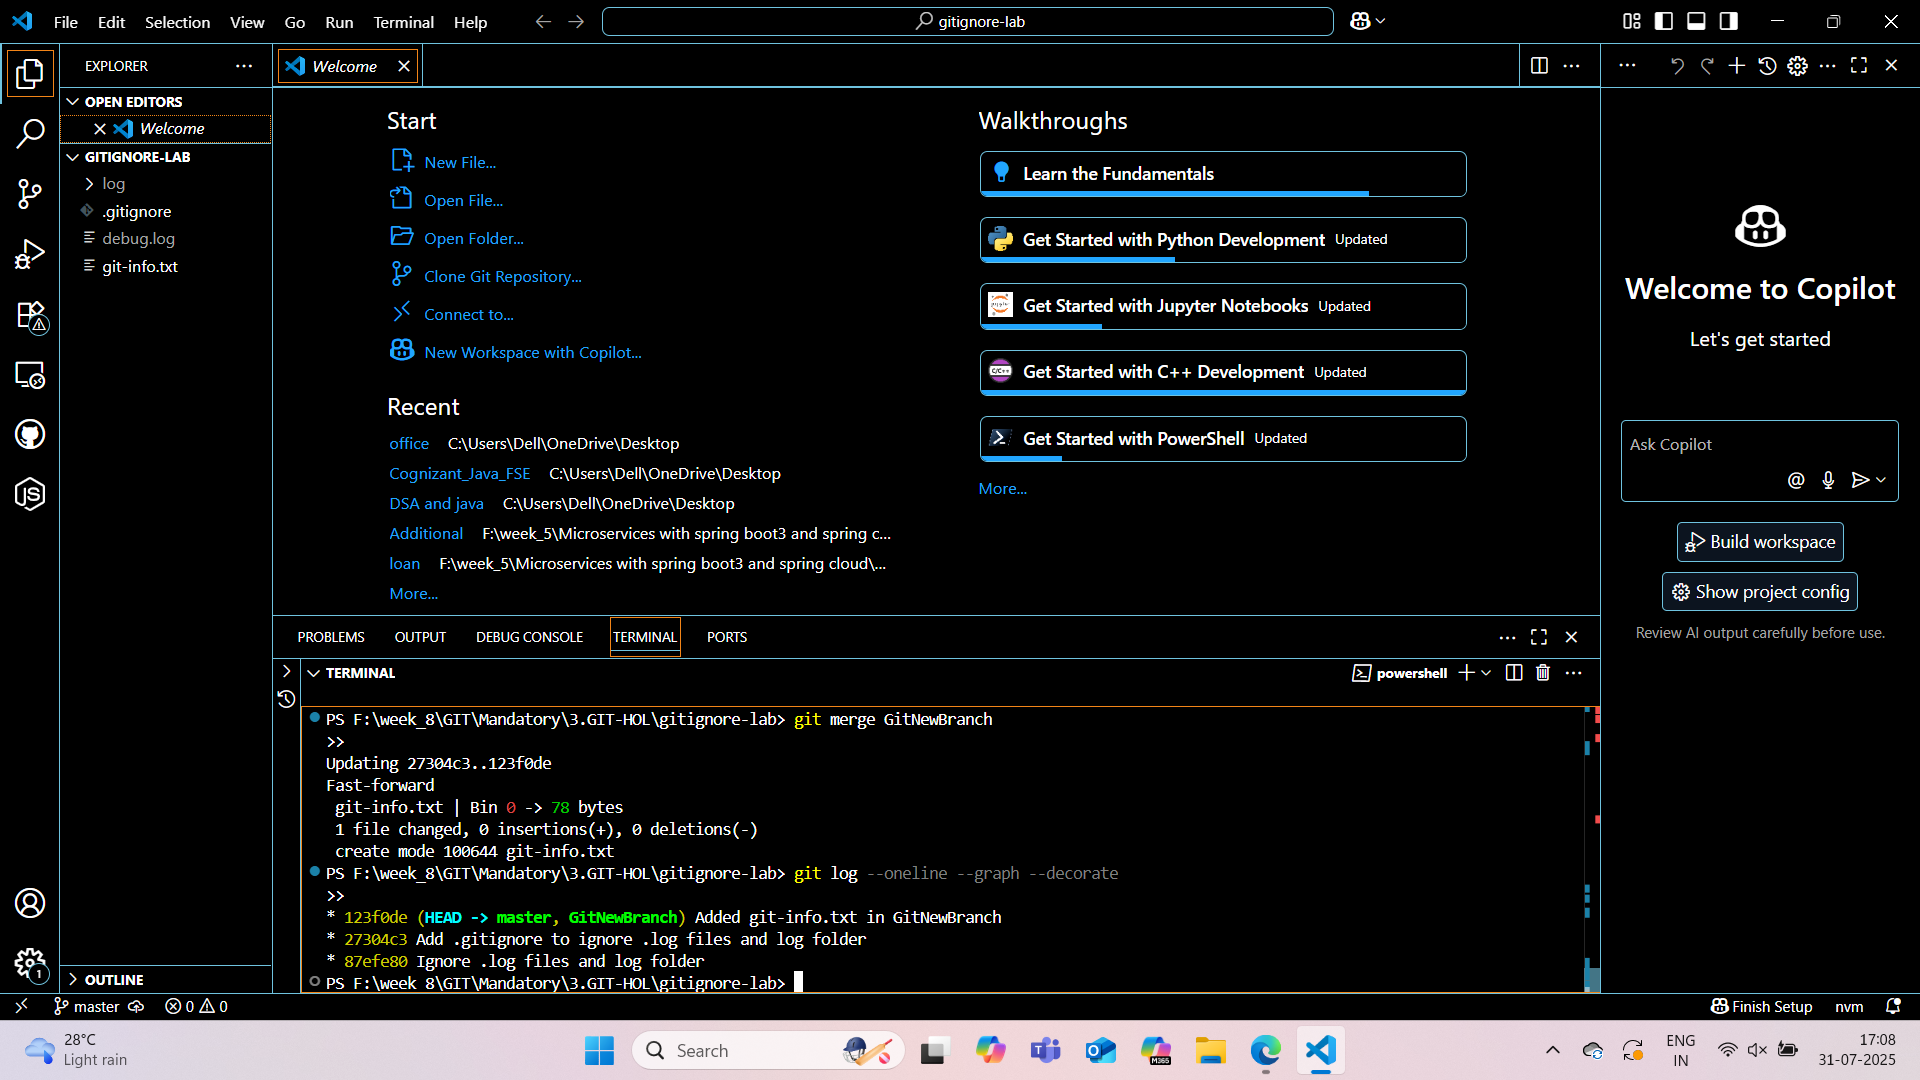 File Edit Selection View Go Run Terminal Help
gitignore-lab
EXPLORER
OPEN EDITORS
Welcome
GITIGNORE-LAB
log
.gitignore
debug.log
git-info.txt
OUTLINE
Welcome
Start
New File...
Open File...
Open Folder...
Clone Git Repository...
Connect to...
New Workspace with Copilot...
Recent
office C:\Users\Dell\OneDrive\Desktop
Cognizant_Java_FSE C:\Users\Dell\OneDrive\Desktop
DSA and java C:\Users\Dell\OneDrive\Desktop
Additional F:\week_5\Microservices with spring boot3 and spring c...
loan F:\week_5\Microservices with spring boot3 and spring cloud\...
More...
Walkthroughs
Learn the Fundamentals
Get Started with Python Development Updated
Get Started with Jupyter Notebooks Updated
Get Started with C++ Development Updated
Get Started with PowerShell Updated
More...
PROBLEMS OUTPUT DEBUG CONSOLE TERMINAL PORTS
TERMINAL
powershell
PS F:\week_8\GIT\Mandatory\3.GIT-HOL\gitignore-lab> git merge GitNewBranch
>>
Updating 27304c3..123f0de
Fast-forward
git-info.txt | Bin 0 -> 78 bytes
1 file changed, 0 insertions(+), 0 deletions(-)
create mode 100644 git-info.txt
PS F:\week_8\GIT\Mandatory\3.GIT-HOL\gitignore-lab> git log --oneline --graph --decorate
>>
* 123f0de (HEAD -> master, GitNewBranch) Added git-info.txt in GitNewBranch
* 27304c3 Add .gitignore to ignore .log files and log folder
* 87efe80 Ignore .log files and log folder
PS F:\week_8\GIT\Mandatory\3.GIT-HOL\gitignore-lab>
Welcome to Copilot
Let's get started
Ask Copilot
Build workspace
Show project config
Review AI output carefully before use.
1
master 0 0
Finish Setup nvm
28°C
Light rain
Search
M365
ENG
IN
17:08
31-07-2025